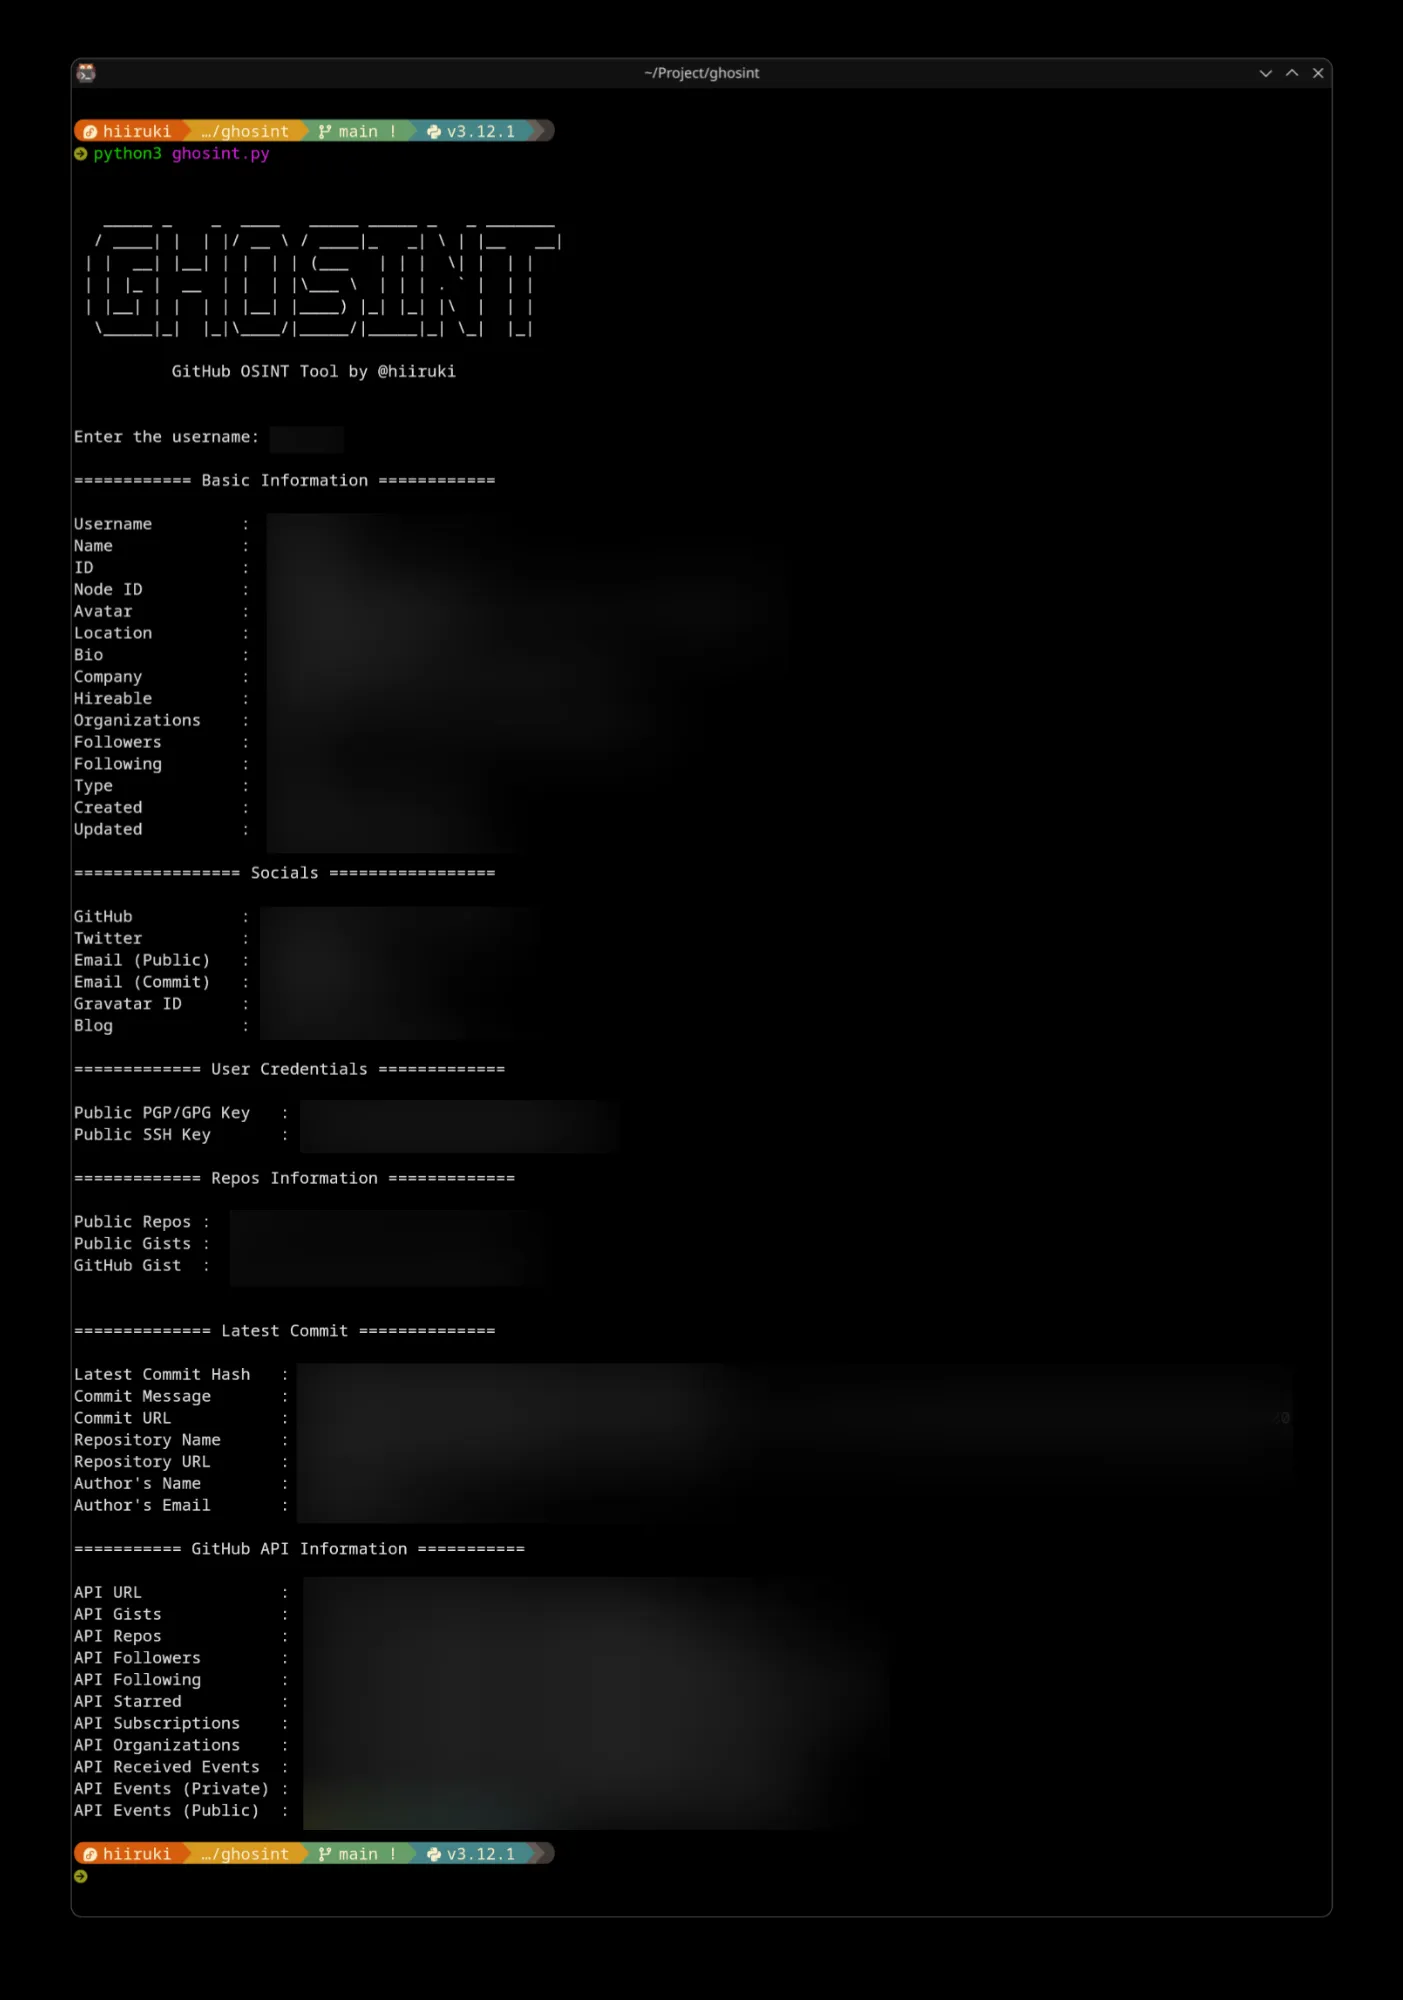 ~/Project/ghosint
hiiruki …/ghosint main ! v3.12.1
python3 ghosint.py
GHOSINT
GitHub OSINT Tool by @hiiruki
Enter the username:
============ Basic Information ============
Username :
Name :
ID :
Node ID :
Avatar :
Location :
Bio :
Company :
Hireable :
Organizations :
Followers :
Following :
Type :
Created :
Updated :
================= Socials =================
GitHub :
Twitter :
Email (Public) :
Email (Commit) :
Gravatar ID :
Blog :
============= User Credentials =============
Public PGP/GPG Key :
Public SSH Key :
============= Repos Information =============
Public Repos :
Public Gists :
GitHub Gist :
============== Latest Commit ==============
Latest Commit Hash :
Commit Message :
Commit URL :
Repository Name :
Repository URL :
Author's Name :
Author's Email :
=========== GitHub API Information ===========
API URL :
API Gists :
API Repos :
API Followers :
API Following :
API Starred :
API Subscriptions :
API Organizations :
API Received Events :
API Events (Private) :
API Events (Public) :
hiiruki …/ghosint main ! v3.12.1